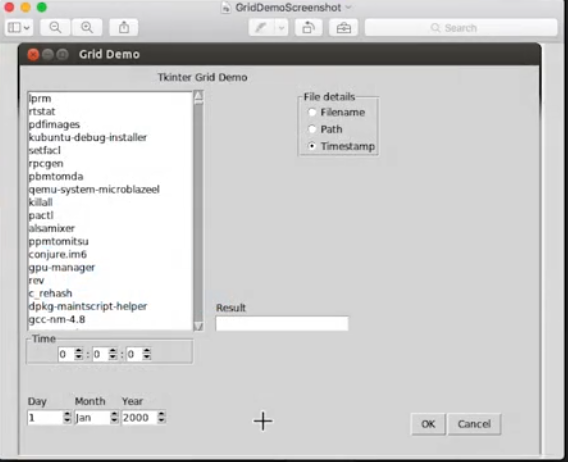 GridDemoScreenshot
Search
Grid Demo
Tkinter Grid Demo
lprm
rtstat
pdfimages
kubuntu-debug-installer
setfacl
rpcgen
pbmtomda
qemu-system-microblazeel
killall
pactl
alsamixer
ppmtomitsu
conjure.im6
gpu-manager
rev
c_rehash
dpkg-maintscript-helper
gcc-nm-4.8
File details
Filename
Path
Timestamp
Result
Time
0 : 0 : 0
Day Month Year
1 Jan 2000
OK Cancel